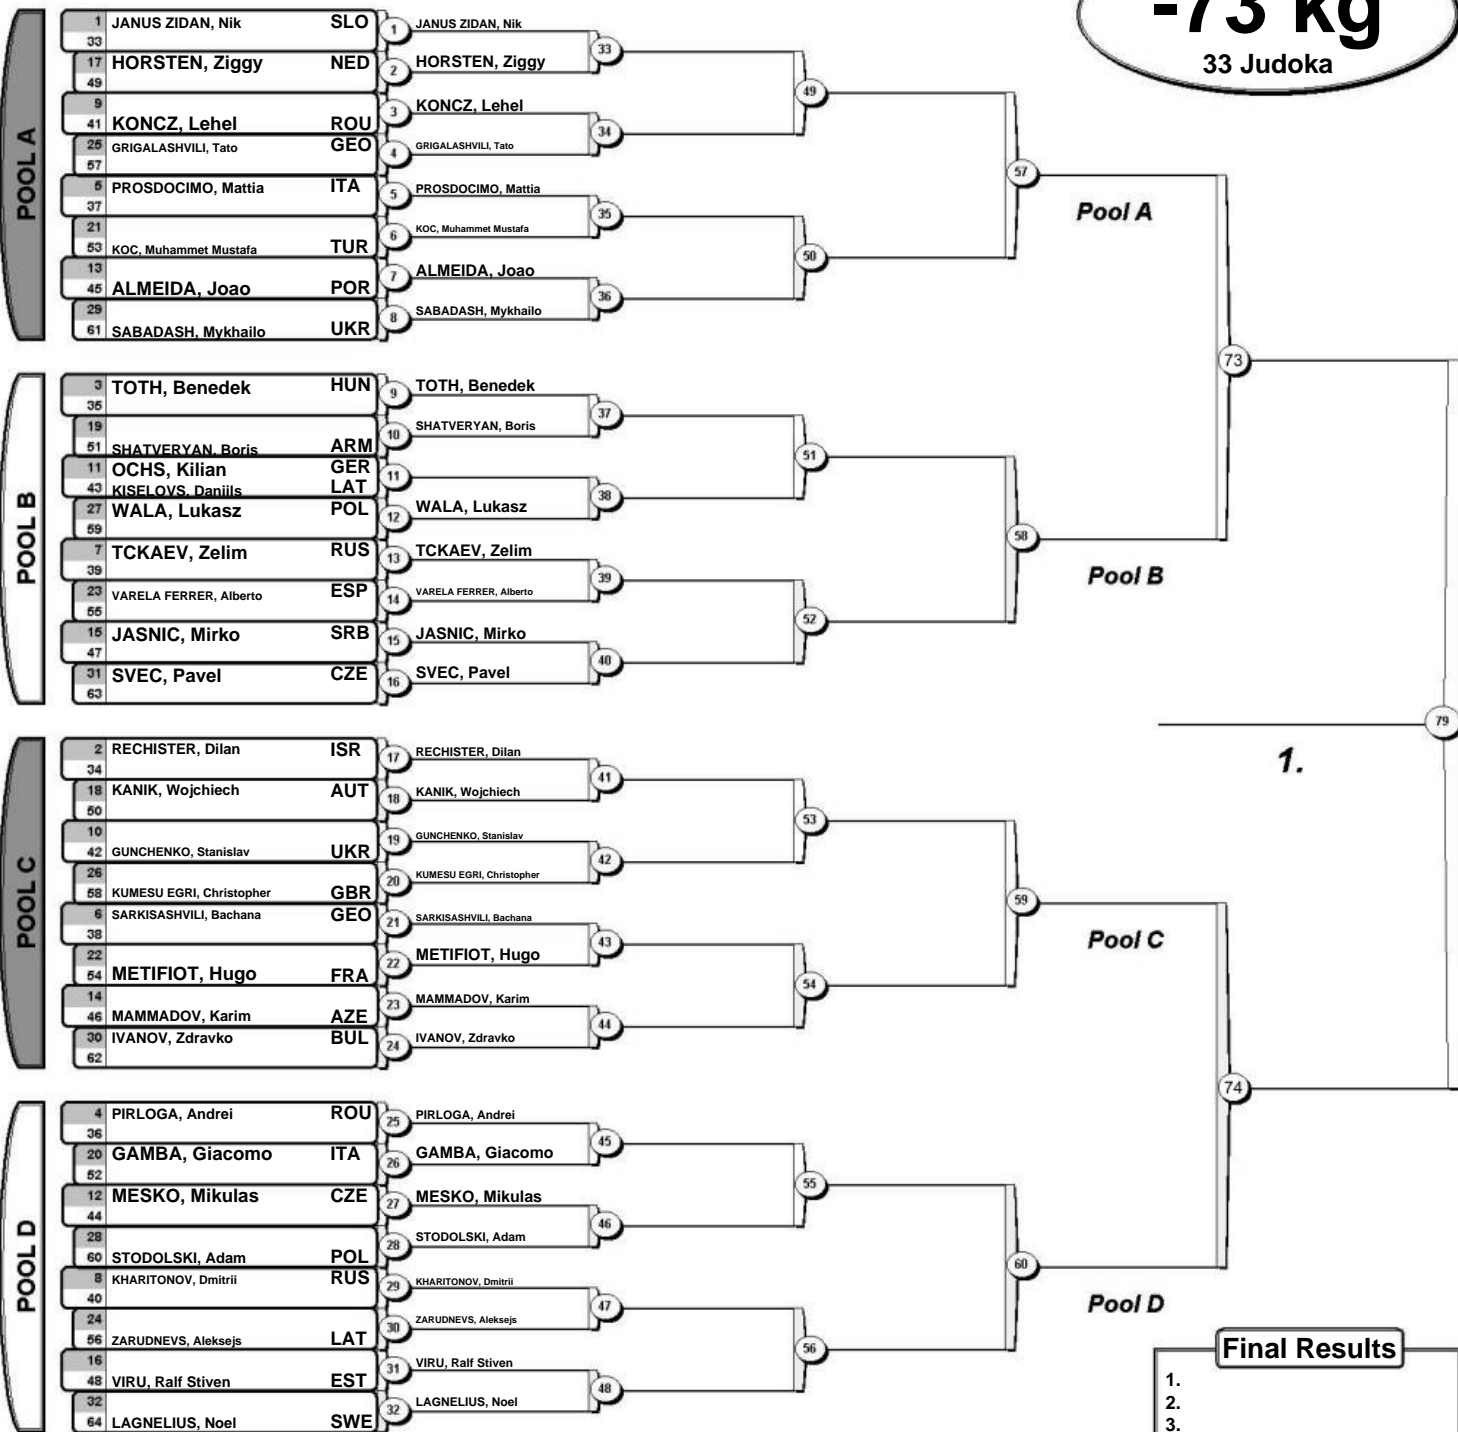 -73 kg
33 Judoka
POOL A
1 JANUS ZIDAN, Nik SLO
33
1 JANUS ZIDAN, Nik
17 HORSTEN, Ziggy NED
49
2 HORSTEN, Ziggy
33
9
41 KONCZ, Lehel ROU
3 KONCZ, Lehel
25 GRIGALASHVILI, Tato GEO
57
4 GRIGALASHVILI, Tato
34
49
5 PROSDOCIMO, Mattia ITA
37
5 PROSDOCIMO, Mattia
21
53 KOC, Muhammet Mustafa TUR
6 KOC, Muhammet Mustafa
35
13
45 ALMEIDA, Joao POR
7 ALMEIDA, Joao
29
61 SABADASH, Mykhailo UKR
8 SABADASH, Mykhailo
36
50
57
Pool A
POOL B
3 TOTH, Benedek HUN
35
9 TOTH, Benedek
19
51 SHATVERYAN, Boris ARM
10 SHATVERYAN, Boris
37
11 OCHS, Kilian GER
43 KISELOVS, Daniils LAT
11
27 WALA, Lukasz POL
59
12 WALA, Lukasz
38
51
7 TCKAEV, Zelim RUS
39
13 TCKAEV, Zelim
23 VARELA FERRER, Alberto ESP
55
14 VARELA FERRER, Alberto
39
15 JASNIC, Mirko SRB
47
15 JASNIC, Mirko
31 SVEC, Pavel CZE
63
16 SVEC, Pavel
40
52
58
Pool B
73
79
1.
POOL C
2 RECHISTER, Dilan ISR
34
17 RECHISTER, Dilan
18 KANIK, Wojchiech AUT
50
18 KANIK, Wojchiech
41
10
42 GUNCHENKO, Stanislav UKR
19 GUNCHENKO, Stanislav
26
58 KUMESU EGRI, Christopher GBR
20 KUMESU EGRI, Christopher
42
53
6 SARKISASHVILI, Bachana GEO
38
21 SARKISASHVILI, Bachana
22
54 METIFIOT, Hugo FRA
22 METIFIOT, Hugo
43
14
46 MAMMADOV, Karim AZE
23 MAMMADOV, Karim
30 IVANOV, Zdravko BUL
62
24 IVANOV, Zdravko
44
54
59
Pool C
74
POOL D
4 PIRLOGA, Andrei ROU
36
25 PIRLOGA, Andrei
20 GAMBA, Giacomo ITA
52
26 GAMBA, Giacomo
45
12 MESKO, Mikulas CZE
44
27 MESKO, Mikulas
28
60 STODOLSKI, Adam POL
28 STODOLSKI, Adam
46
55
8 KHARITONOV, Dmitrii RUS
40
29 KHARITONOV, Dmitrii
24
56 ZARUDNEVS, Aleksejs LAT
30 ZARUDNEVS, Aleksejs
47
16
48 VIRU, Ralf Stiven EST
31 VIRU, Ralf Stiven
32
64 LAGNELIUS, Noel SWE
32 LAGNELIUS, Noel
48
56
60
Pool D
Final Results
1.
2.
3.